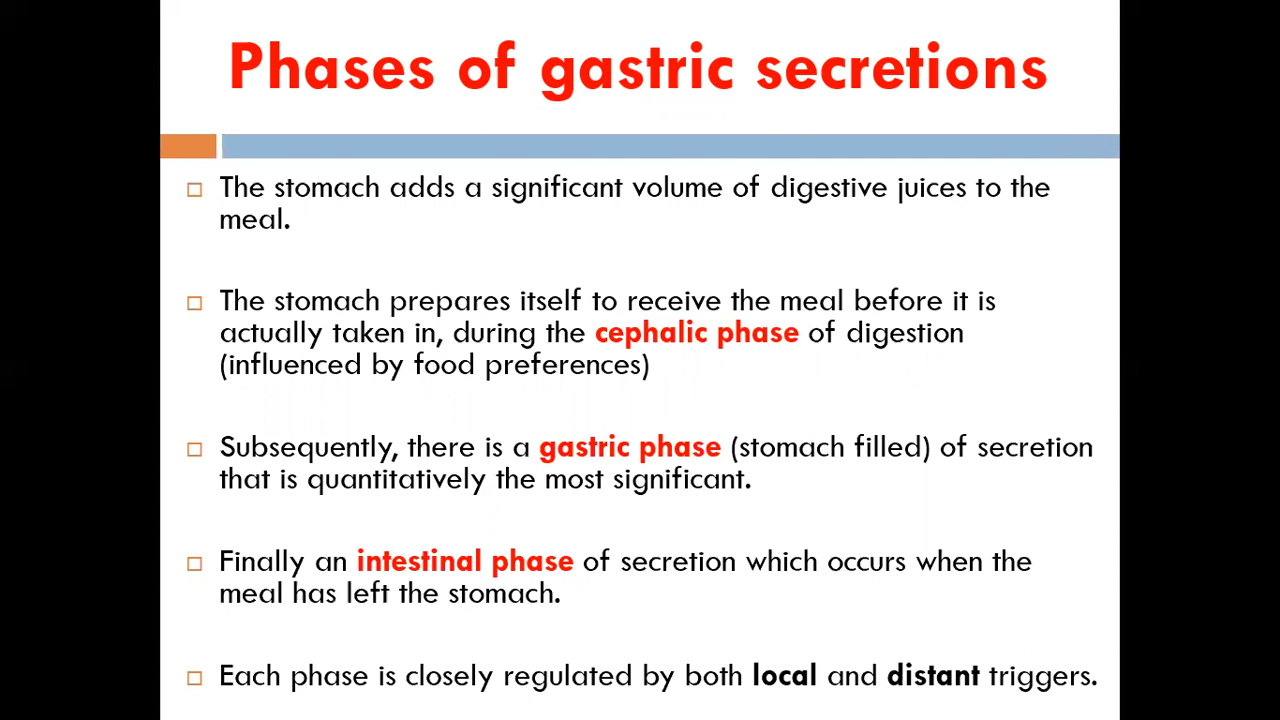 Phases of gastric secretions
The stomach adds a significant volume of digestive juices to the
meal.
The stomach prepares itself to receive the meal before it is
actually taken in, during the cephalic phase of digestion
(influenced by food preferences)
Subsequently, there is a gastric phase (stomach filled) of secretion
that is quantitatively the most significant.
Finally an intestinal phase of secretion which occurs when the
meal has left the stomach.
Each phase is closely regulated by both local and distant triggers.